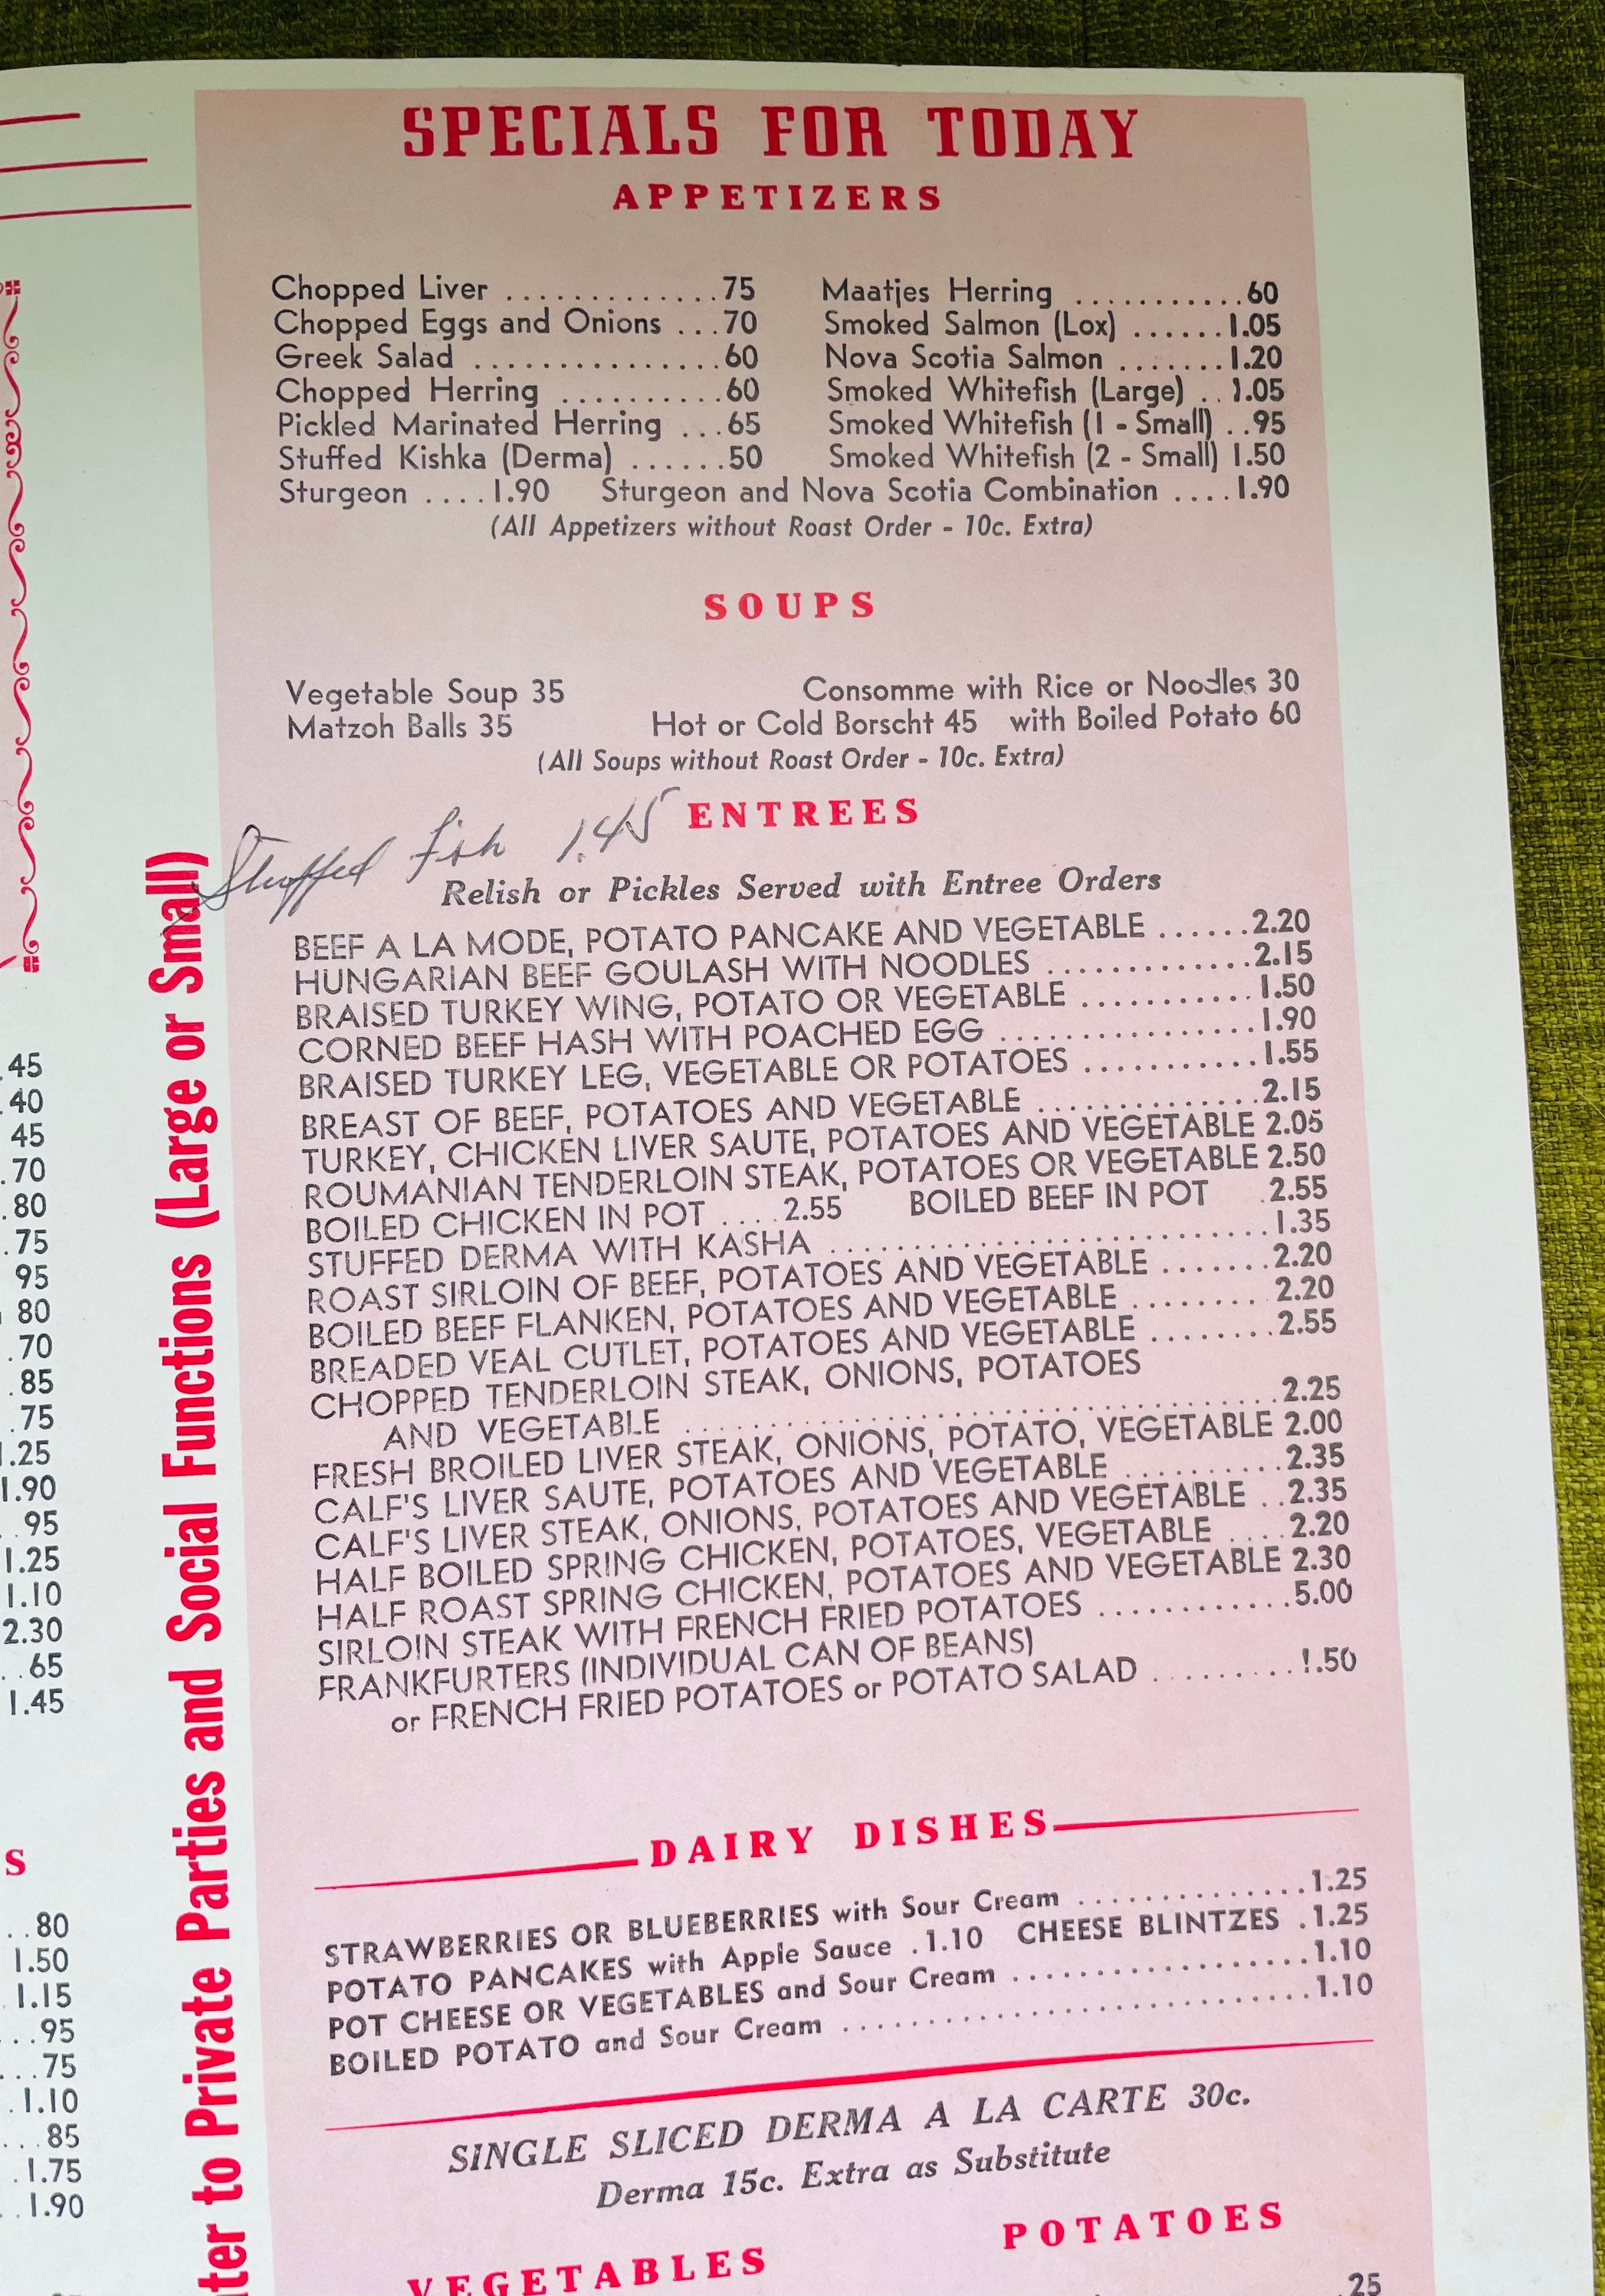 SPECIALS FOR TODAY
APPETIZERS
Chopped Liver .............75
Chopped Eggs and Onions ...70
Greek Salad ...............60
Chopped Herring ..........60
Pickled Marinated Herring ...65
Stuffed Kishka (Derma) ......50
Maatjes Herring ...........60
Smoked Salmon (Lox) ......1.05
Nova Scotia Salmon .......1.20
Smoked Whitefish (Large) ..1.05
Smoked Whitefish (1 - Small) ..95
Smoked Whitefish (2 - Small) 1.50
Sturgeon ....1.90 Sturgeon and Nova Scotia Combination ....1.90
(All Appetizers without Roast Order - 10c. Extra)
SOUPS
Vegetable Soup 35 Consomme with Rice or Noodles 30
Matzoh Balls 35 Hot or Cold Borscht 45 with Boiled Potato 60
(All Soups without Roast Order - 10c. Extra)
Stuffed fish 1.45
ENTREES
Relish or Pickles Served with Entree Orders
BEEF A LA MODE, POTATO PANCAKE AND VEGETABLE ......2.20
HUNGARIAN BEEF GOULASH WITH NOODLES .............2.15
BRAISED TURKEY WING, POTATO OR VEGETABLE ...........1.50
CORNED BEEF HASH WITH POACHED EGG ................1.90
BRAISED TURKEY LEG, VEGETABLE OR POTATOES ...........1.55
BREAST OF BEEF, POTATOES AND VEGETABLE ..............2.15
TURKEY, CHICKEN LIVER SAUTE, POTATOES AND VEGETABLE 2.05
ROUMANIAN TENDERLOIN STEAK, POTATOES OR VEGETABLE 2.50
BOILED CHICKEN IN POT ....2.55 BOILED BEEF IN POT .2.55
STUFFED DERMA WITH KASHA ............................1.35
ROAST SIRLOIN OF BEEF, POTATOES AND VEGETABLE .......2.20
BOILED BEEF FLANKEN, POTATOES AND VEGETABLE .........2.20
BREADED VEAL CUTLET, POTATOES AND VEGETABLE ........2.55
CHOPPED TENDERLOIN STEAK, ONIONS, POTATOES
AND VEGETABLE ....................................2.25
FRESH BROILED LIVER STEAK, ONIONS, POTATO, VEGETABLE 2.00
CALF'S LIVER SAUTE, POTATOES AND VEGETABLE ..........2.35
CALF'S LIVER STEAK, ONIONS, POTATOES AND VEGETABLE ..2.35
HALF BOILED SPRING CHICKEN, POTATOES, VEGETABLE ....2.20
HALF ROAST SPRING CHICKEN, POTATOES AND VEGETABLE 2.30
SIRLOIN STEAK WITH FRENCH FRIED POTATOES ............5.00
FRANKFURTERS (INDIVIDUAL CAN OF BEANS)
or FRENCH FRIED POTATOES or POTATO SALAD .........1.50
DAIRY DISHES
STRAWBERRIES OR BLUEBERRIES with Sour Cream ..............1.25
POTATO PANCAKES with Apple Sauce .1.10 CHEESE BLINTZES .1.25
POT CHEESE OR VEGETABLES and Sour Cream ..................1.10
BOILED POTATO and Sour Cream .............................1.10
SINGLE SLICED DERMA A LA CARTE 30c.
Derma 15c. Extra as Substitute
VEGETABLES
POTATOES
.25
to Private Parties and Social Functions (Large or Small)
.45
.40
45
.70
.80
.75
95
80
.70
.85
.75
1.25
1.90
.95
1.25
1.10
2.30
..65
1.45
S
..80
1.50
1.15
...95
...75
.1.10
...85
.1.75
..1.90